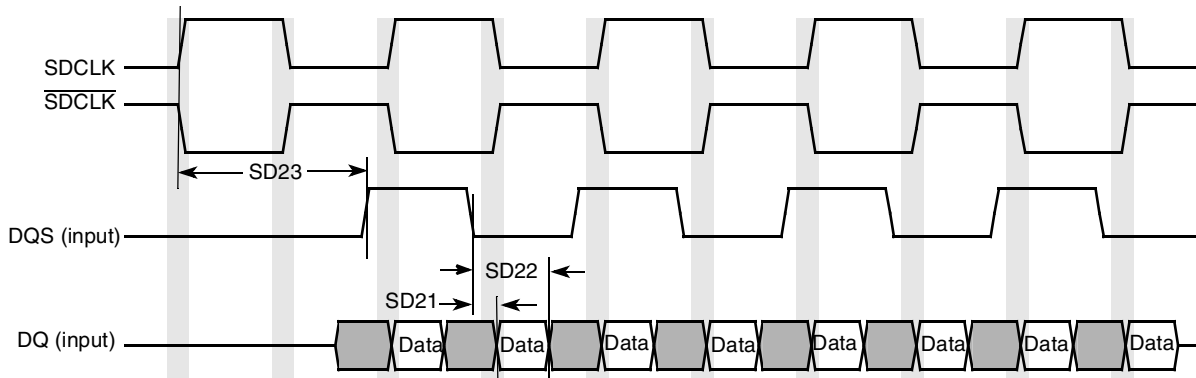 SDCLK
SDCLK
SD23
DQS (input)
SD22
SD21
DQ (input)
Data Data Data Data Data Data Data Data